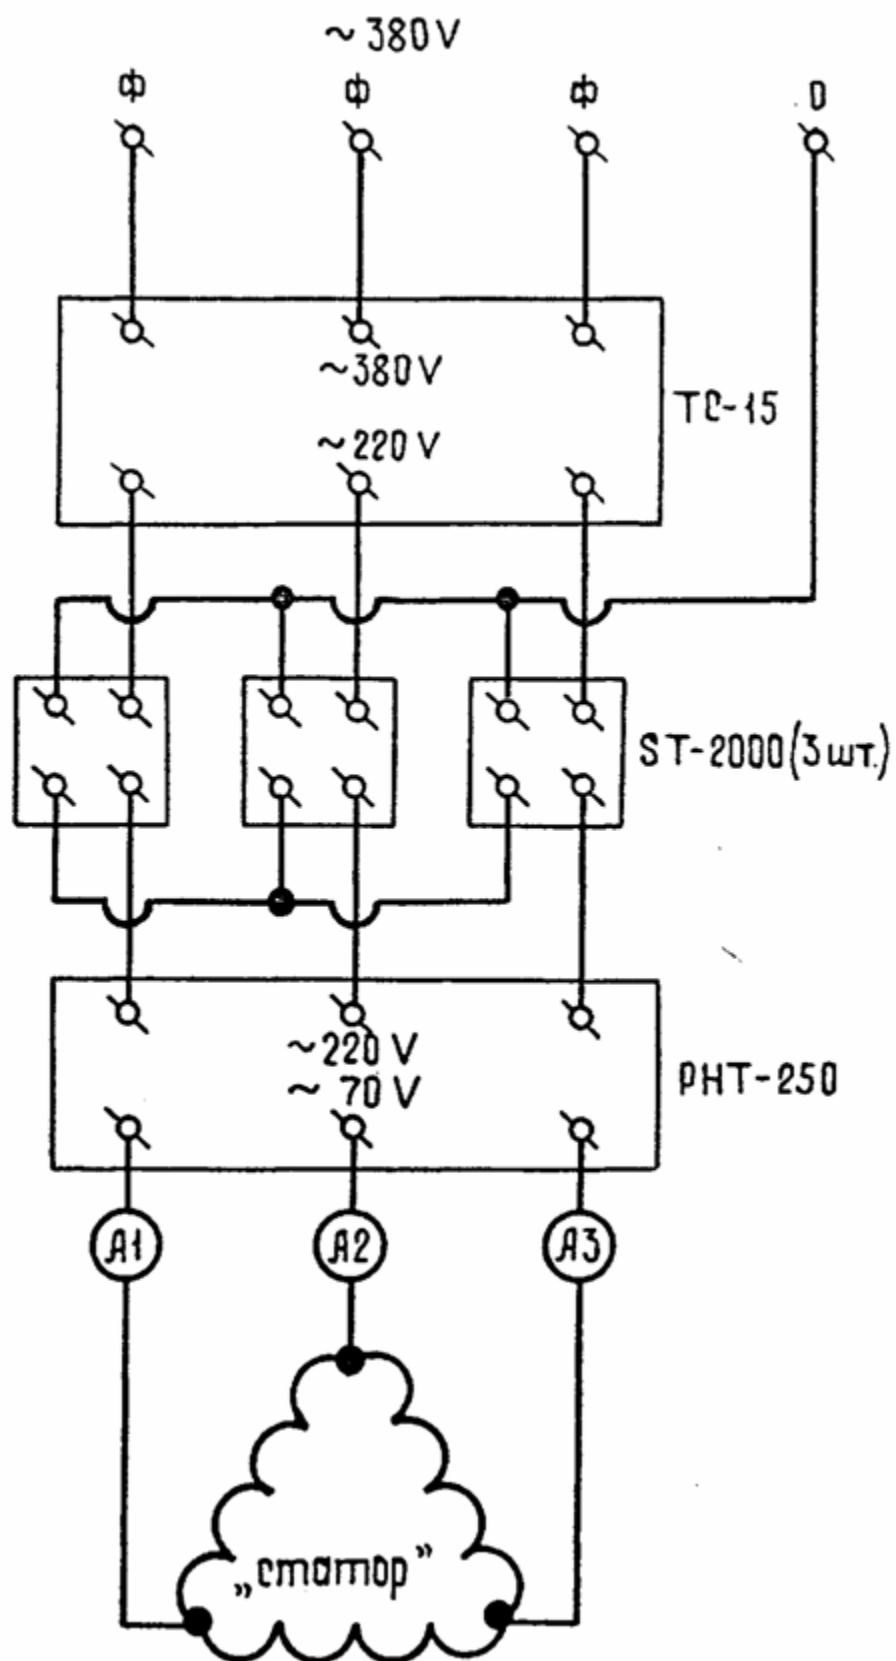 ~380V
Ф Ф Ф 0
~380V
~220V
ТС-15
ST-2000(3шт.)
~220V
~70V
РНТ-250
А1 А2 А3
„статор”